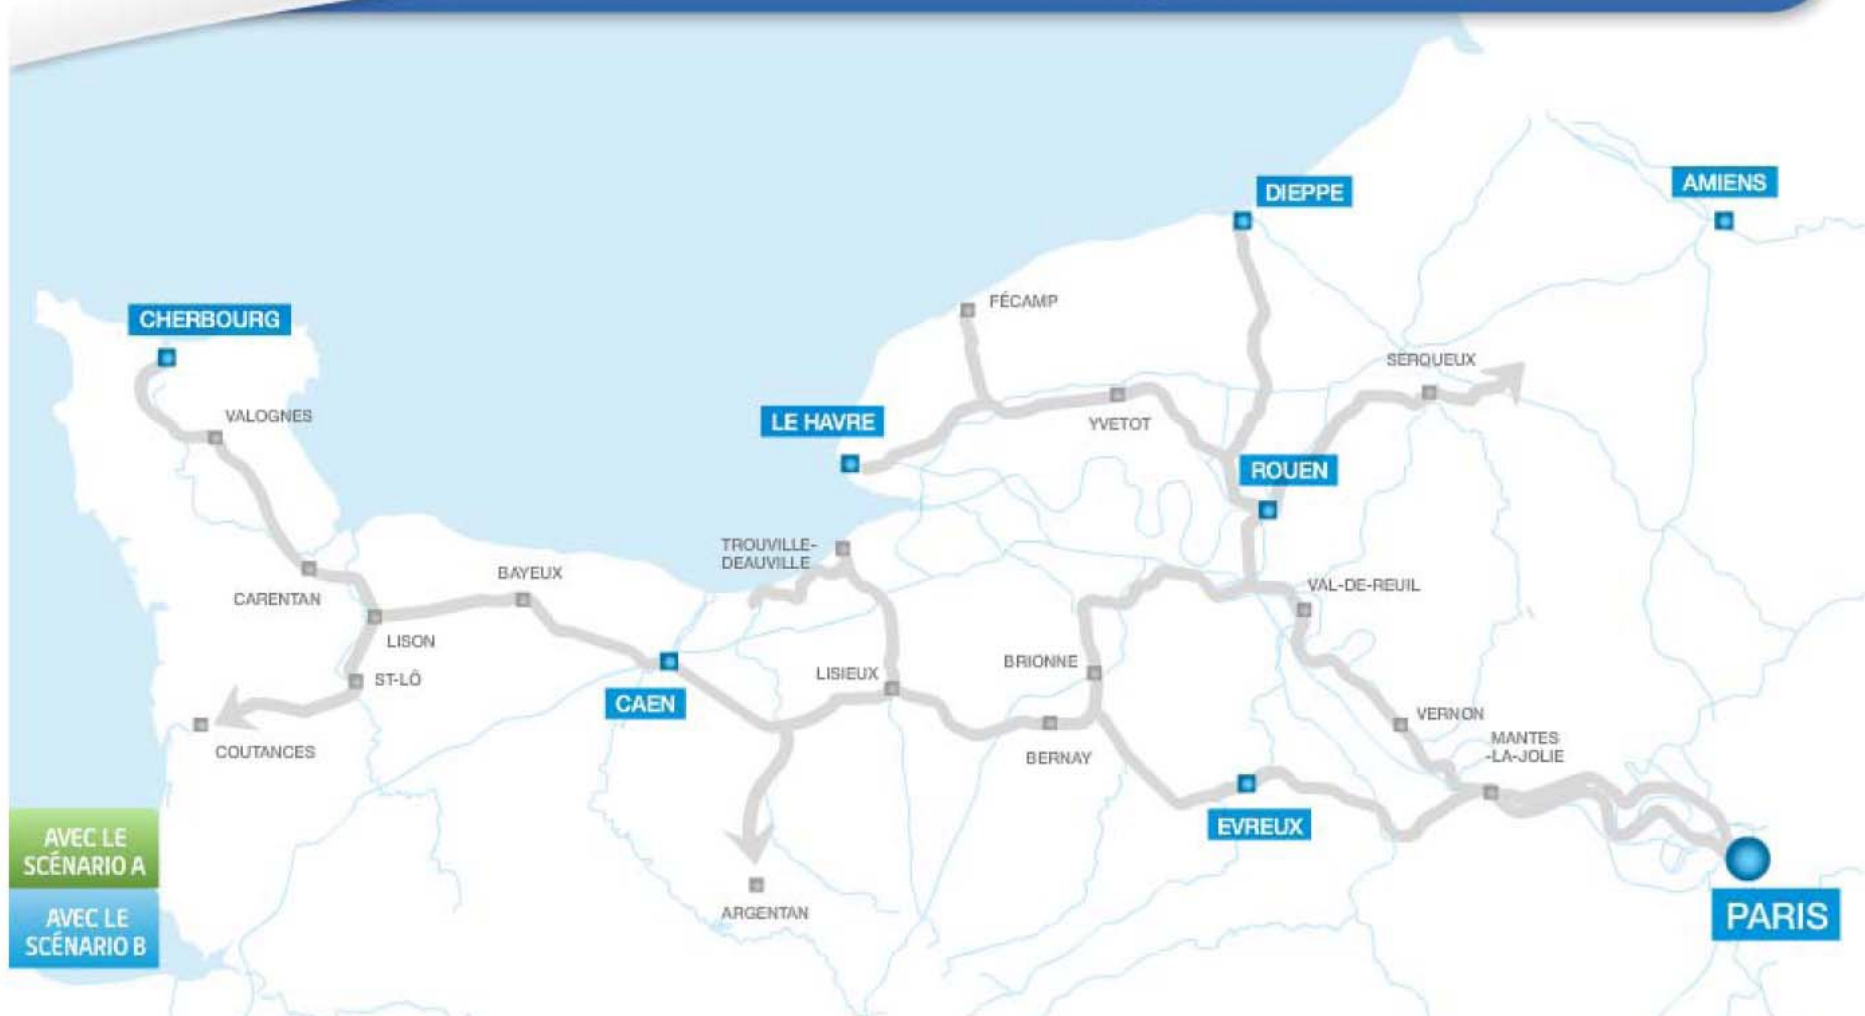 DIEPPE
AMIENS
FÉCAMP
CHERBOURG
SERQUEUX
VALOGNES
LE HAVRE
YVETOT
ROUEN
TROUVILLE-
DEAUVILLE
BAYEUX
CARENTAN
VAL-DE-REUIL
LISON
ST-LÔ
LISIEUX
BRIONNE
CAEN
VERNON
COUTANCES
BERNAY
MANTES
-LA-JOLIE
EVREUX
AVEC LE
SCÉNARIO A
ARGENTAN
PARIS
AVEC LE
SCÉNARIO B